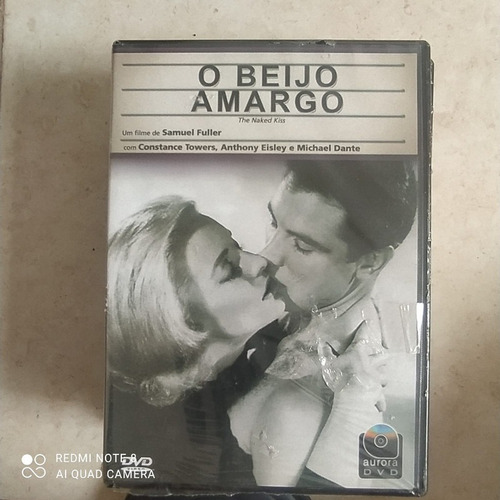 O BEIJO
AMARGO
The Naked Kiss
Um filme de Samuel Fuller
com Constance Towers, Anthony Eisley e Michael Dante
DVD
aurora
DVD
REDMI NOTE 8
AI QUAD CAMERA